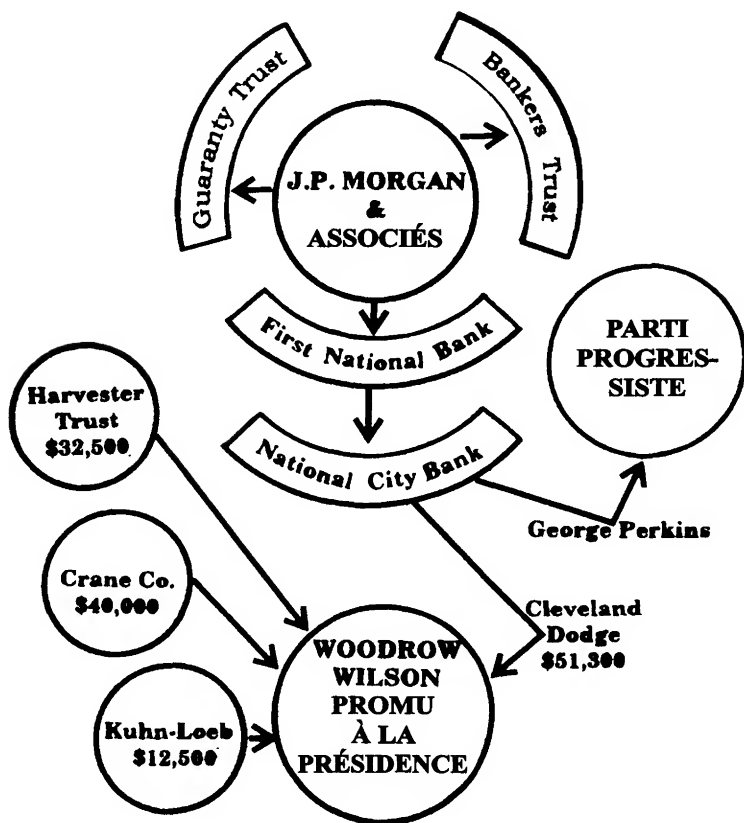 Guaranty Trust
Bankers Trust
J.P. MORGAN
&
ASSOCIÉS
First National Bank
PARTI
PROGRES-
SISTE
Harvester
Trust
$32,500
National City Bank
George Perkins
Crane Co.
$40,000
Cleveland
Dodge
$51,300
WOODROW
WILSON
PROMU
À LA
PRÉSIDENCE
Kuhn-Loeb
$12,500